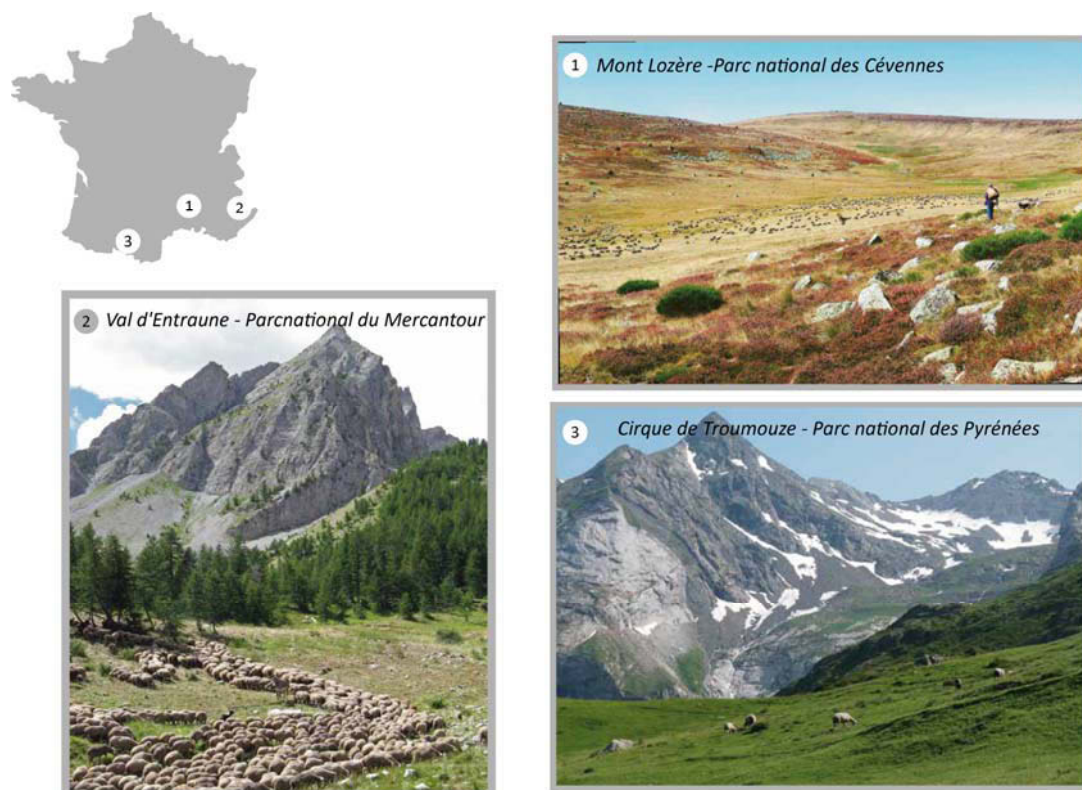 1
2
3
1 Mont Lozère -Parc national des Cévennes
2 Val d'Entraune - Parcnational du Mercantour
3 Cirque de Troumouze - Parc national des Pyrénées